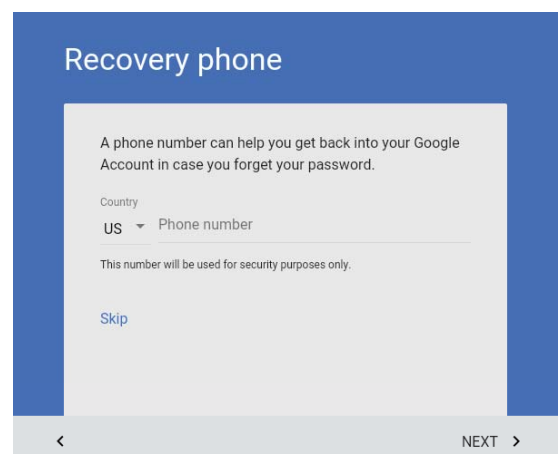 Recovery phone
A phone number can help you get back into your Google
Account in case you forget your password.
Country
US
Phone number
This number will be used for security purposes only.
Skip
NEXT